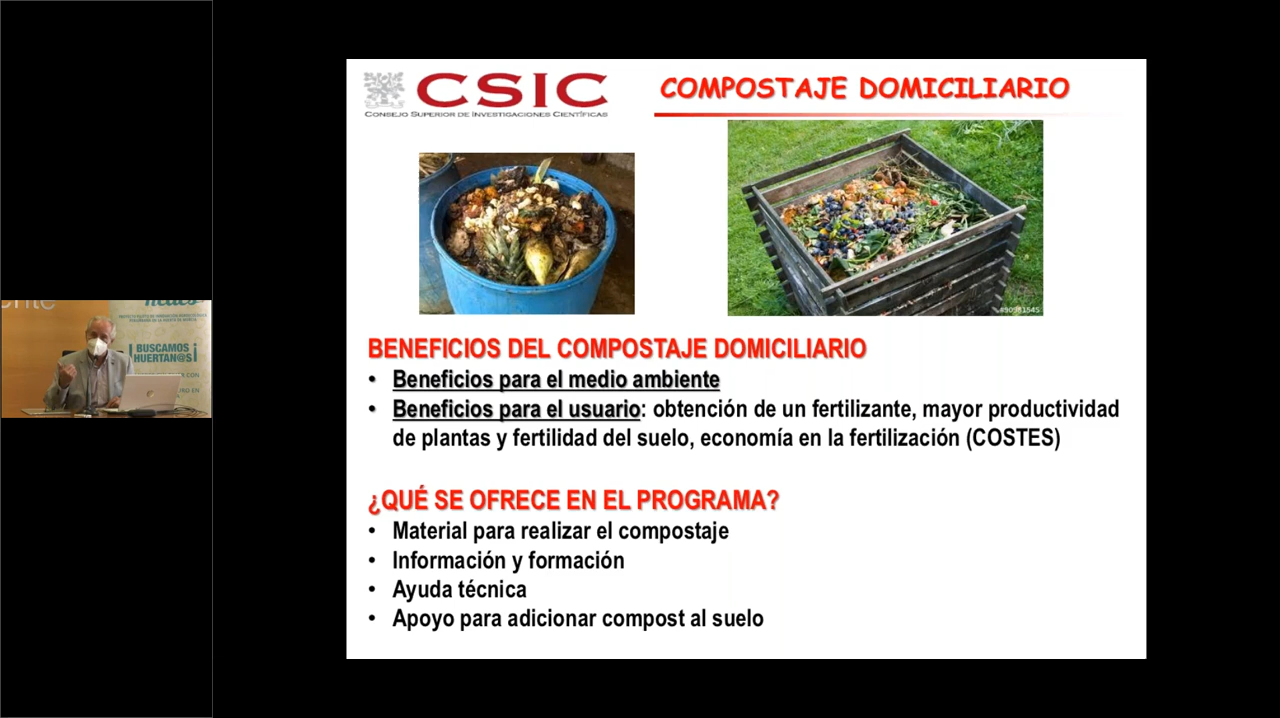 CSIC
CONSEJO SUPERIOR DE INVESTIGACIONES CIENTÍFICAS
COMPOSTAJE DOMICILIARIO
BENEFICIOS DEL COMPOSTAJE DOMICILIARIO
• Beneficios para el medio ambiente
• Beneficios para el usuario: obtención de un fertilizante, mayor productividad
de plantas y fertilidad del suelo, economía en la fertilización (COSTES)
¿QUÉ SE OFRECE EN EL PROGRAMA?
• Material para realizar el compostaje
• Información y formación
• Ayuda técnica
• Apoyo para adicionar compost al suelo
¡BUSCAMOS
HUERTAN@S!